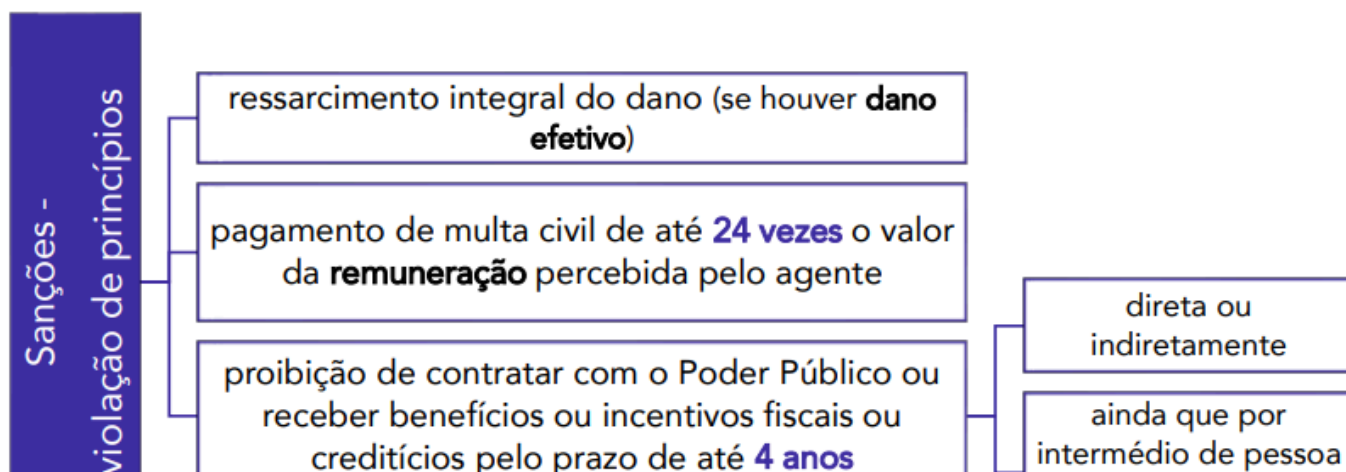 Sanções -
violação de princípios
ressarcimento integral do dano (se houver dano
efetivo)
pagamento de multa civil de até 24 vezes o valor
da remuneração percebida pelo agente
proibição de contratar com o Poder Público ou
receber benefícios ou incentivos fiscais ou
creditícios pelo prazo de até 4 anos
direta ou
indiretamente
ainda que por
intermédio de pessoa